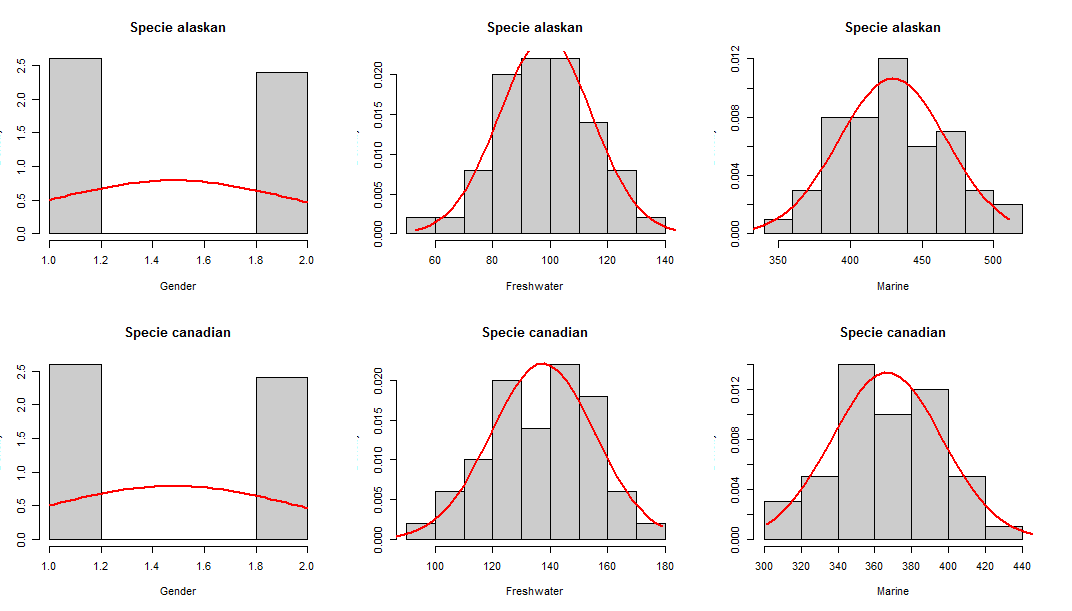 Specie alaskan
0.0 0.5 1.0 1.5 2.0 2.5
1.0 1.2 1.4 1.6 1.8 2.0
Gender
Specie alaskan
0.000 0.005 0.010 0.015 0.020
60 80 100 120 140
Freshwater
Specie alaskan
0.000 0.004 0.008 0.012
350 400 450 500
Marine
Specie canadian
0.0 0.5 1.0 1.5 2.0 2.5
1.0 1.2 1.4 1.6 1.8 2.0
Gender
Specie canadian
0.000 0.005 0.010 0.015 0.020
100 120 140 160 180
Freshwater
Specie canadian
0.000 0.004 0.008 0.012
300 320 340 360 380 400 420 440
Marine